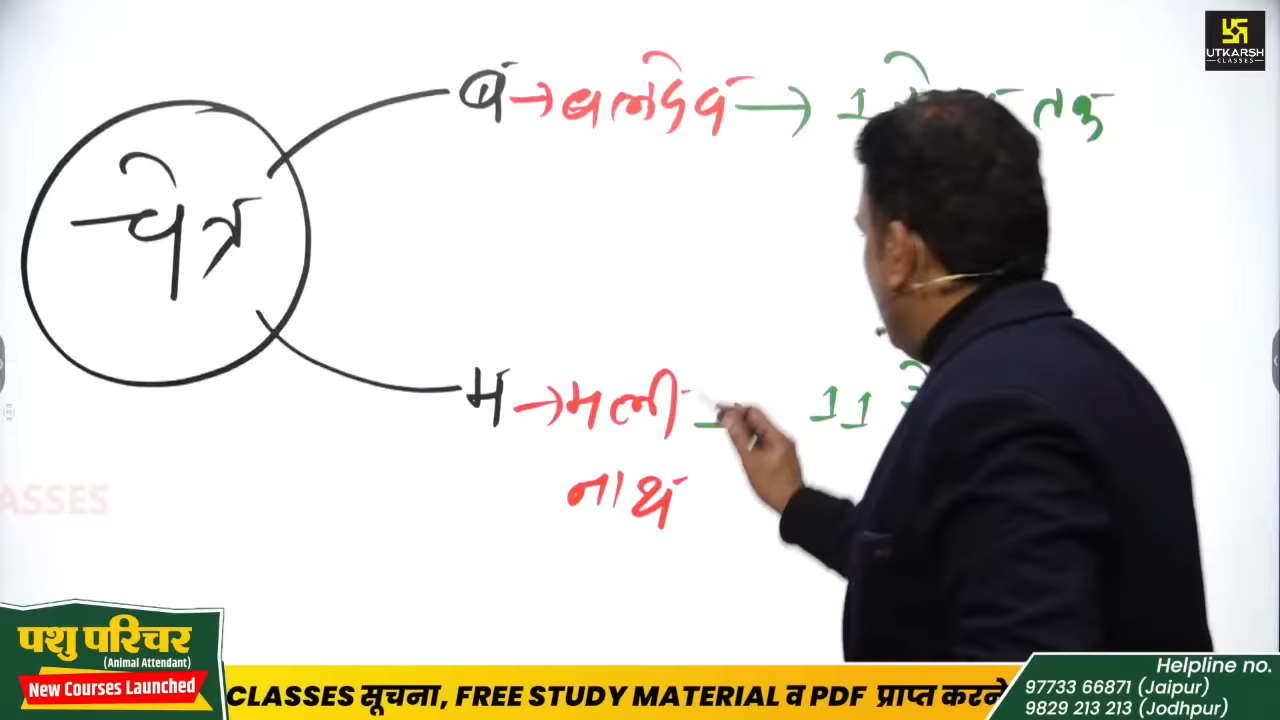 UTKARSH
CLASSES
ब → बलदेव → 1 तक
चैत्र
म → मली 11
नाथ
ASSES
पशु परिचर
(Animal Attendant)
New Courses Launched
CLASSES सूचना, FREE STUDY MATERIAL व PDF प्राप्त करने
Helpline no.
97733 66871 (Jaipur)
9829 213 213 (Jodhpur)